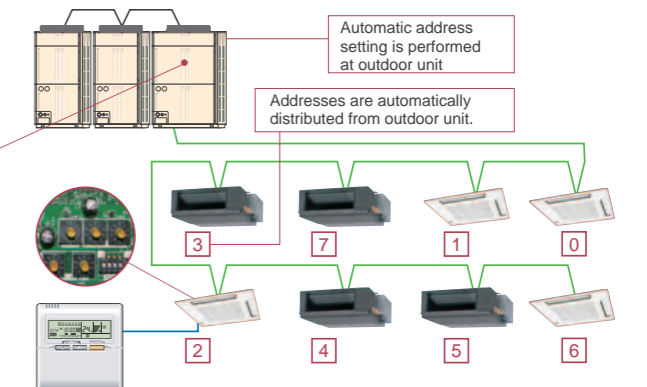 Automatic address
setting is performed
at outdoor unit
Addresses are automatically
distributed from outdoor unit.
3
7
1
0
2
4
5
6